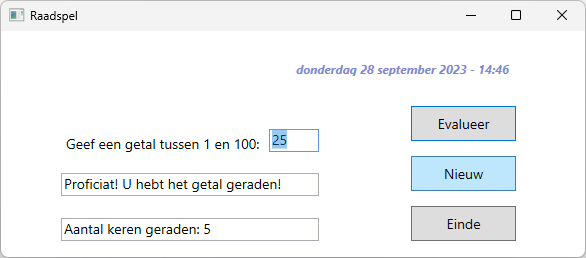 Raadspel
donderdag 28 september 2023 - 14:46
Evalueer
Geef een getal tussen 1 en 100: 25
Nieuw
Proficiat! U hebt het getal geraden!
Einde
Aantal keren geraden: 5